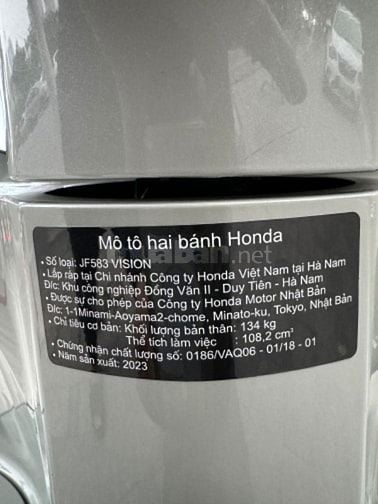 Mô tô hai bánh Honda
• Số loại: JF583 VISION
• Lắp ráp tại Chi nhánh Công ty Honda Việt Nam tại Hà Nam
Đ/c: Khu công nghiệp Đồng Văn II - Duy Tiên - Hà Nam
• Được sự cho phép của Công ty Honda Motor Nhật Bản
Đ/c: 1-1Minami-Aoyama2-chome, Minato-ku, Tokyo, Nhật Bản
• Chỉ tiêu cơ bản: Khối lượng bản thân: 134 kg
Thể tích làm việc : 108,2 cm³
• Chứng nhận chất lượng số: 0186/VAQ06 - 01/18 - 01
• Năm sản xuất: 2023